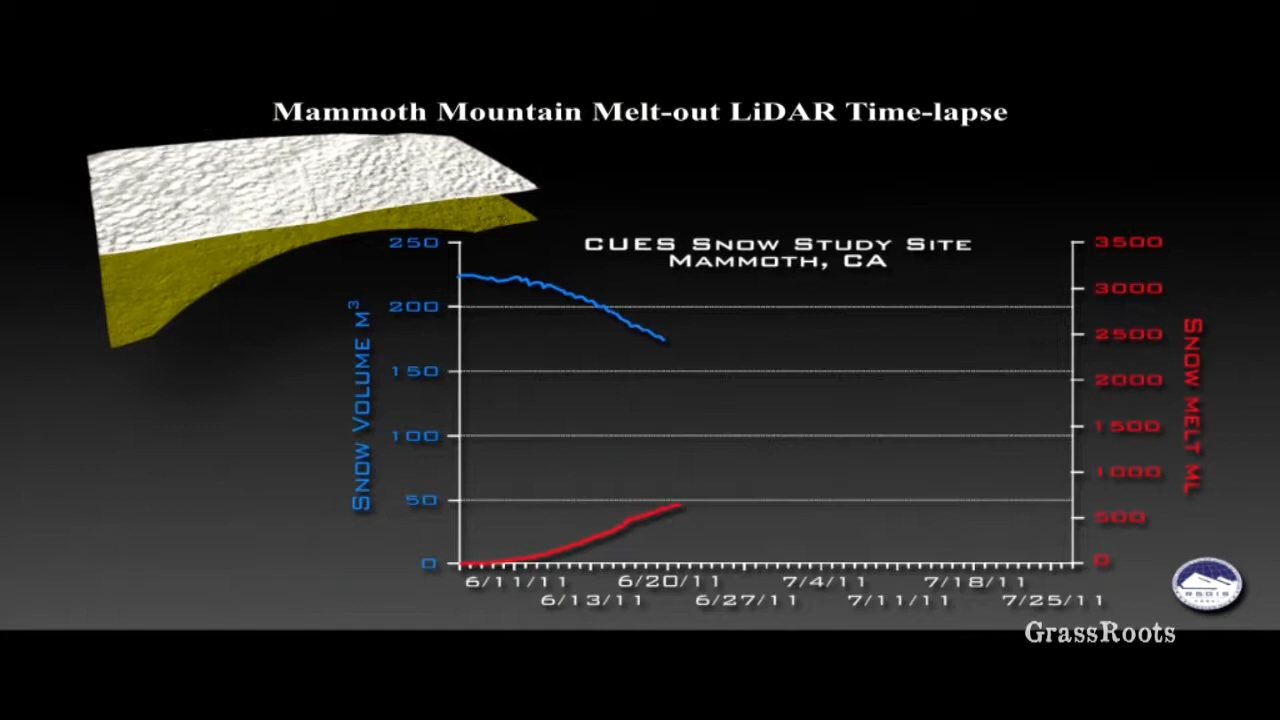 Mammoth Mountain Melt-out LiDAR Time-lapse
CUES Snow Study Site
Mammoth, CA
Snow Volume M³
250
200
150
100
50
0
3500
3000
2500
2000
1500
1000
500
0
Snow melt mL
6/11/11 6/20/11 7/4/11 7/18/11
6/13/11 6/27/11 7/11/11 7/25/11
RSGIS
GrassRoots